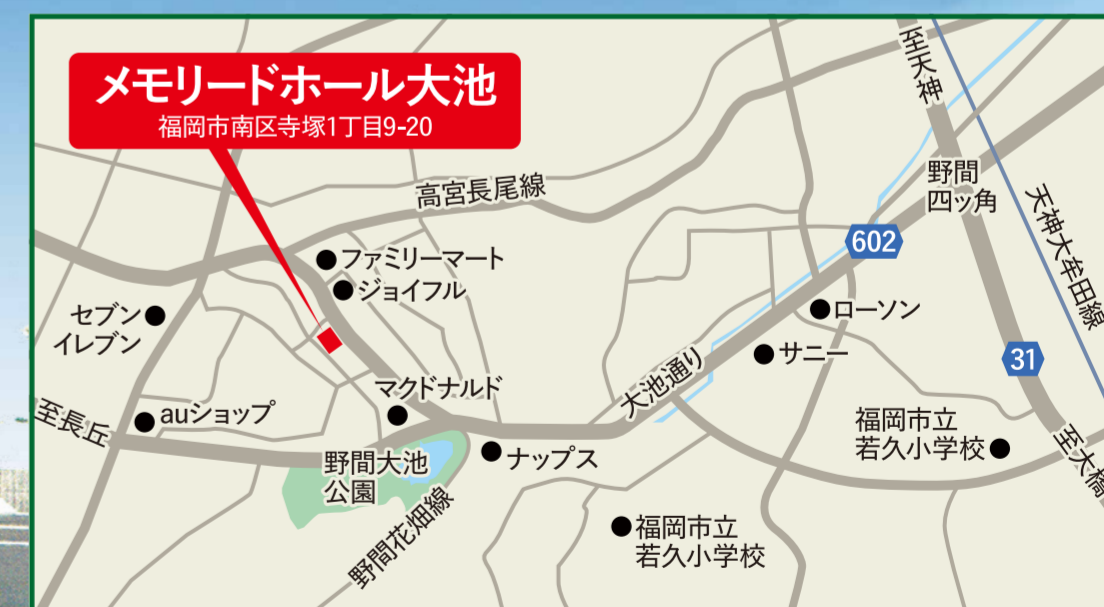 メモリードホール大池
福岡市南区寺塚1丁目9-20
至天神
高宮長尾線
野間
四ッ角
天神大牟田線
602
ファミリーマート
ジョイフル
セブン
イレブン
ローソン
サニー
31
大池通り
マクドナルド
auショップ
至長丘
福岡市立
若久小学校
至大橋
野間大池
公園
ナップス
野間花畑線
福岡市立
若久小学校